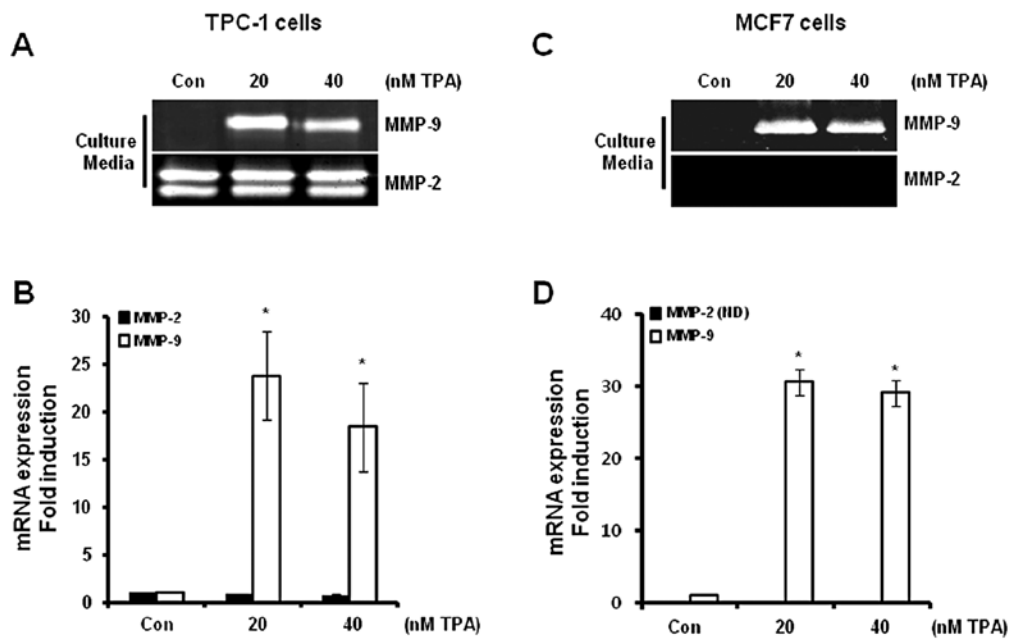 TPC-1 cells
A
Con 20 40 (nM TPA)
Culture
Media
MMP-9
MMP-2
B
MMP-2
MMP-9
mRNA expression
Fold induction
30
25
20
15
10
5
0
*
*
Con 20 40 (nM TPA)
MCF7 cells
C
Con 20 40 (nM TPA)
Culture
Media
MMP-9
MMP-2
D
MMP-2 (ND)
MMP-9
mRNA expression
Fold induction
40
30
20
10
0
*
*
Con 20 40 (nM TPA)